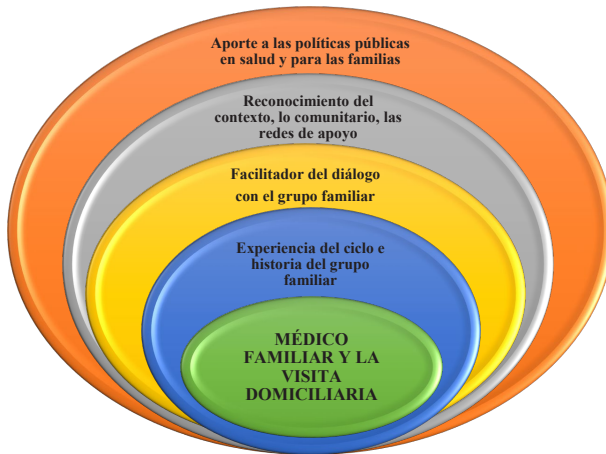 Aporte a las políticas públicas
en salud y para las familias
Reconocimiento del
contexto, lo comunitario, las
redes de apoyo
Facilitador del diálogo
con el grupo familiar
Experiencia del ciclo e
historia del grupo
familiar
MÉDICO
FAMILIAR Y LA
VISITA
DOMICILIARIA